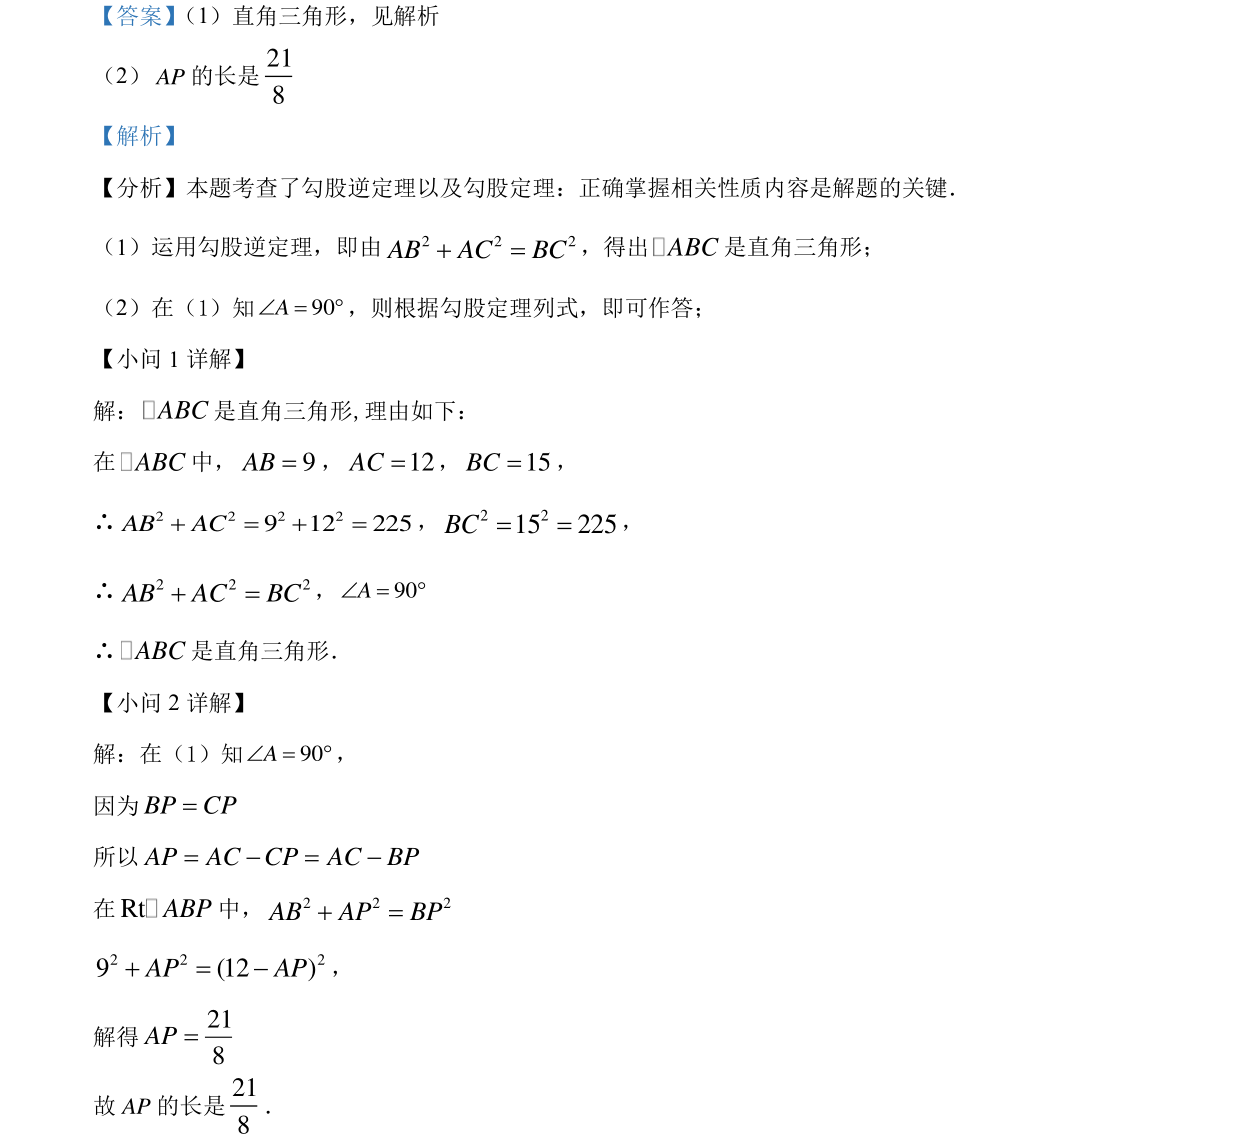 【答案】(1)直角三角形，见解析
(2) AP 的长是 21/8
【解析】
【分析】本题考查了勾股逆定理以及勾股定理：正确掌握相关性质内容是解题的关键．
（1）运用勾股逆定理，即由 AB² + AC² = BC²，得出□ABC 是直角三角形；
（2）在（1）知∠A = 90°，则根据勾股定理列式，即可作答；
【小问 1 详解】
解：□ABC 是直角三角形,理由如下：
在□ABC 中， AB = 9， AC = 12， BC = 15，
∴ AB² + AC² = 9² + 12² = 225， BC² = 15² = 225，
∴ AB² + AC² = BC²，∠A = 90°
∴□ABC 是直角三角形．
【小问 2 详解】
解：在（1）知∠A = 90°，
因为 BP = CP
所以 AP = AC − CP = AC − BP
在 Rt□ABP 中， AB² + AP² = BP²
9² + AP² = (12 − AP)²，
解得 AP = 21/8
故 AP 的长是 21/8．